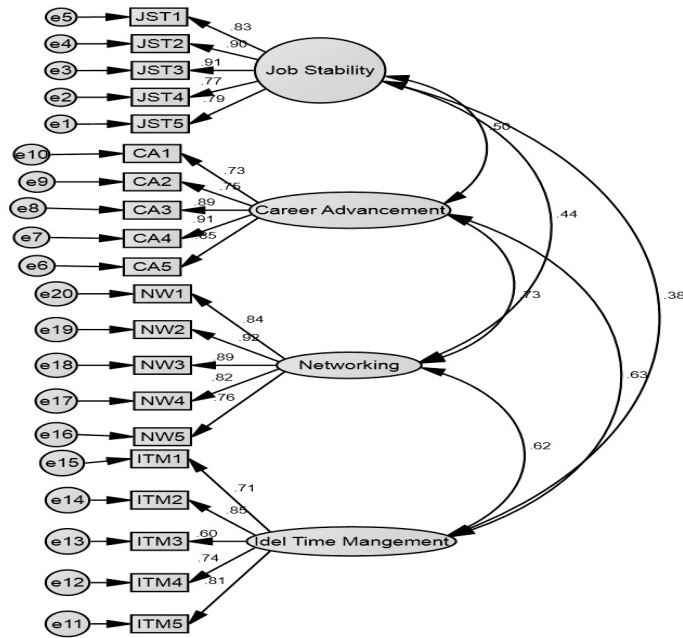 e5 JST1 .83
e4 JST2 .90
e3 JST3 .91 Job Stability
e2 JST4 .77
e1 JST5 .79
.50
e10 CA1 .73
e9 CA2 .75
e8 CA3 .89 Career Advancement .44
e7 CA4 .91
e6 CA5 .85
e20 NW1 .84 .73 .38
e19 NW2 .92
e18 NW3 .89 Networking .63
e17 NW4 .82
e16 NW5 .76
.62
e15 ITM1 .71
e14 ITM2 .85
e13 ITM3 .60 Idel Time Mangement
e12 ITM4 .74
e11 ITM5 .81